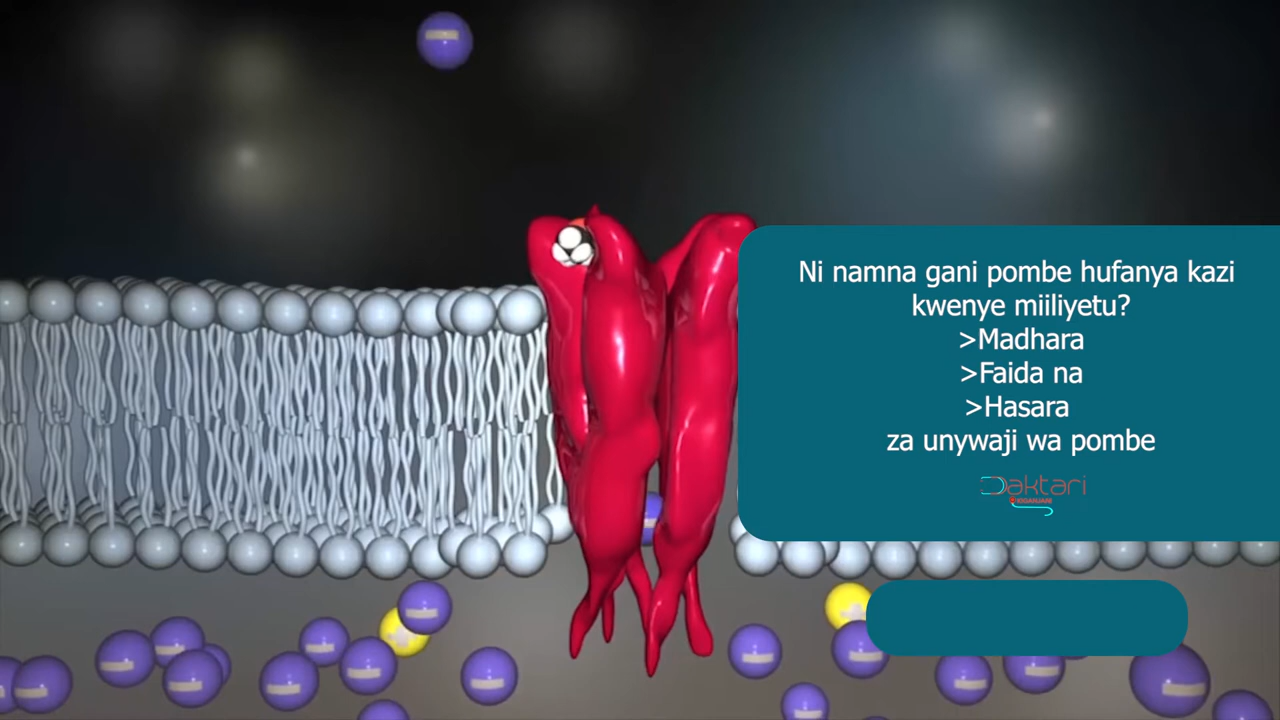 Ni namna gani pombe hufanya kazi
kwenye miiliyetu?
>Madhara
>Faida na
>Hasara
za unywaji wa pombe
Daktari